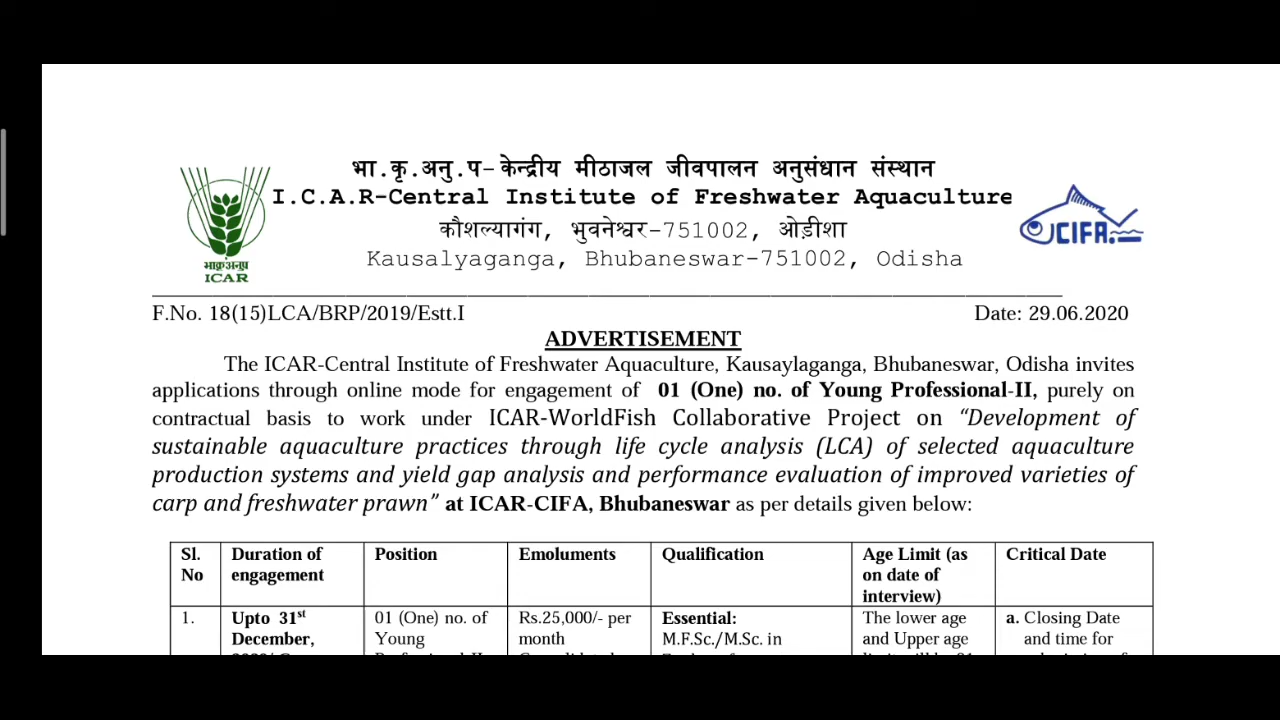 भा.कृ.अनु.प-केन्द्रीय मीठाजल जीवपालन अनुसंधान संस्थान
I.C.A.R-Central Institute of Freshwater Aquaculture
कौशल्यागंग, भुवनेश्वर-751002, ओड़ीशा
Kausalyaganga, Bhubaneswar-751002, Odisha
भाकृअनुप
ICAR
CIFA
F.No. 18(15)LCA/BRP/2019/Estt.I Date: 29.06.2020
ADVERTISEMENT
The ICAR-Central Institute of Freshwater Aquaculture, Kausaylaganga, Bhubaneswar, Odisha invites
applications through online mode for engagement of 01 (One) no. of Young Professional-II, purely on
contractual basis to work under ICAR-WorldFish Collaborative Project on “Development of
sustainable aquaculture practices through life cycle analysis (LCA) of selected aquaculture
production systems and yield gap analysis and performance evaluation of improved varieties of
carp and freshwater prawn” at ICAR-CIFA, Bhubaneswar as per details given below:
Sl. Duration of Position Emoluments Qualification Age Limit (as Critical Date
No engagement on date of
interview)
1. Upto 31st 01 (One) no. of Rs.25,000/- per Essential: The lower age a. Closing Date
December, Young month M.F.Sc./M.Sc. in and Upper age and time for